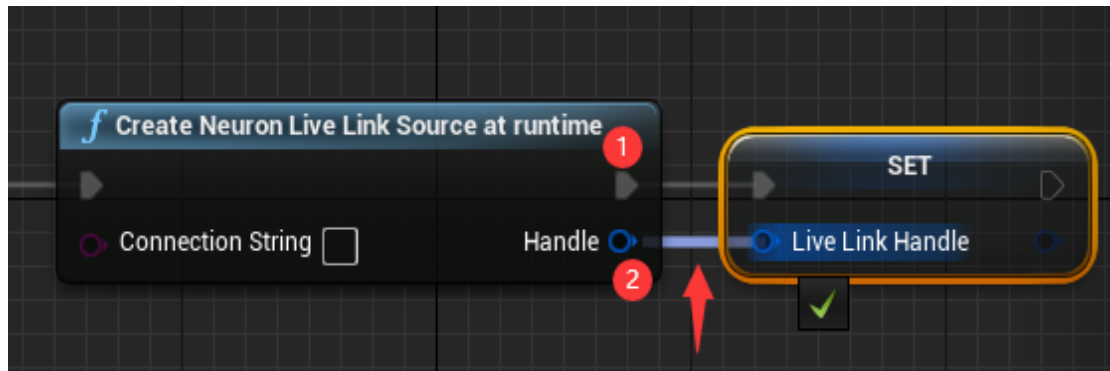 f Create Neuron Live Link Source at runtime
1
SET
Connection String
Handle
Live Link Handle
2